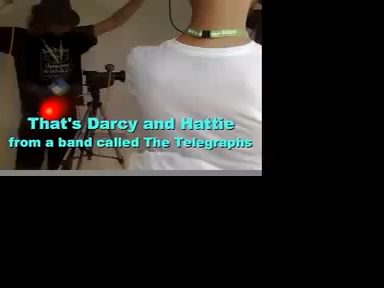 That's Darcy and Hattie
from a band called The Telegraphs